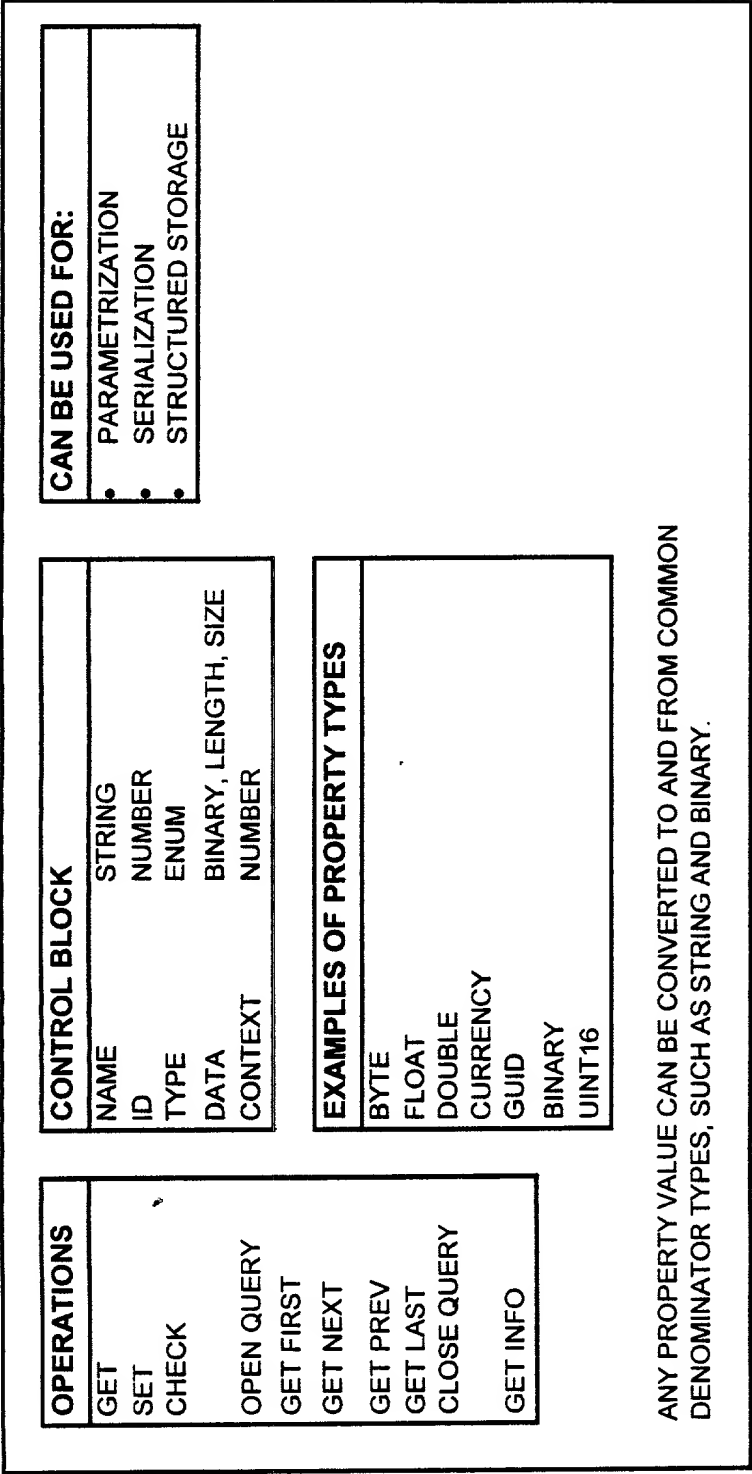 OPERATIONS
GET
SET
CHECK
OPEN QUERY
GET FIRST
GET NEXT
GET PREV
GET LAST
CLOSE QUERY
GET INFO
CONTROL BLOCK
NAME STRING
ID NUMBER
TYPE ENUM
DATA BINARY, LENGTH, SIZE
CONTEXT NUMBER
EXAMPLES OF PROPERTY TYPES
BYTE
FLOAT
DOUBLE
CURRENCY
GUID
BINARY
UINT16
CAN BE USED FOR:
• PARAMETRIZATION
• SERIALIZATION
• STRUCTURED STORAGE
ANY PROPERTY VALUE CAN BE CONVERTED TO AND FROM COMMON
DENOMINATOR TYPES, SUCH AS STRING AND BINARY.